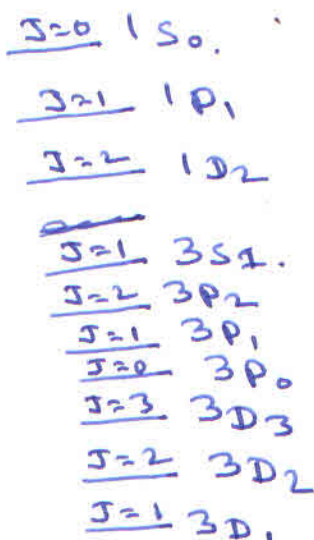 J=0 1S0.
J=1 1P1
J=2 1D2
J=1 3S1.
J=2 3P2
J=1 3P1
J=0 3P0
J=3 3D3
J=2 3D2
J=1 3D1